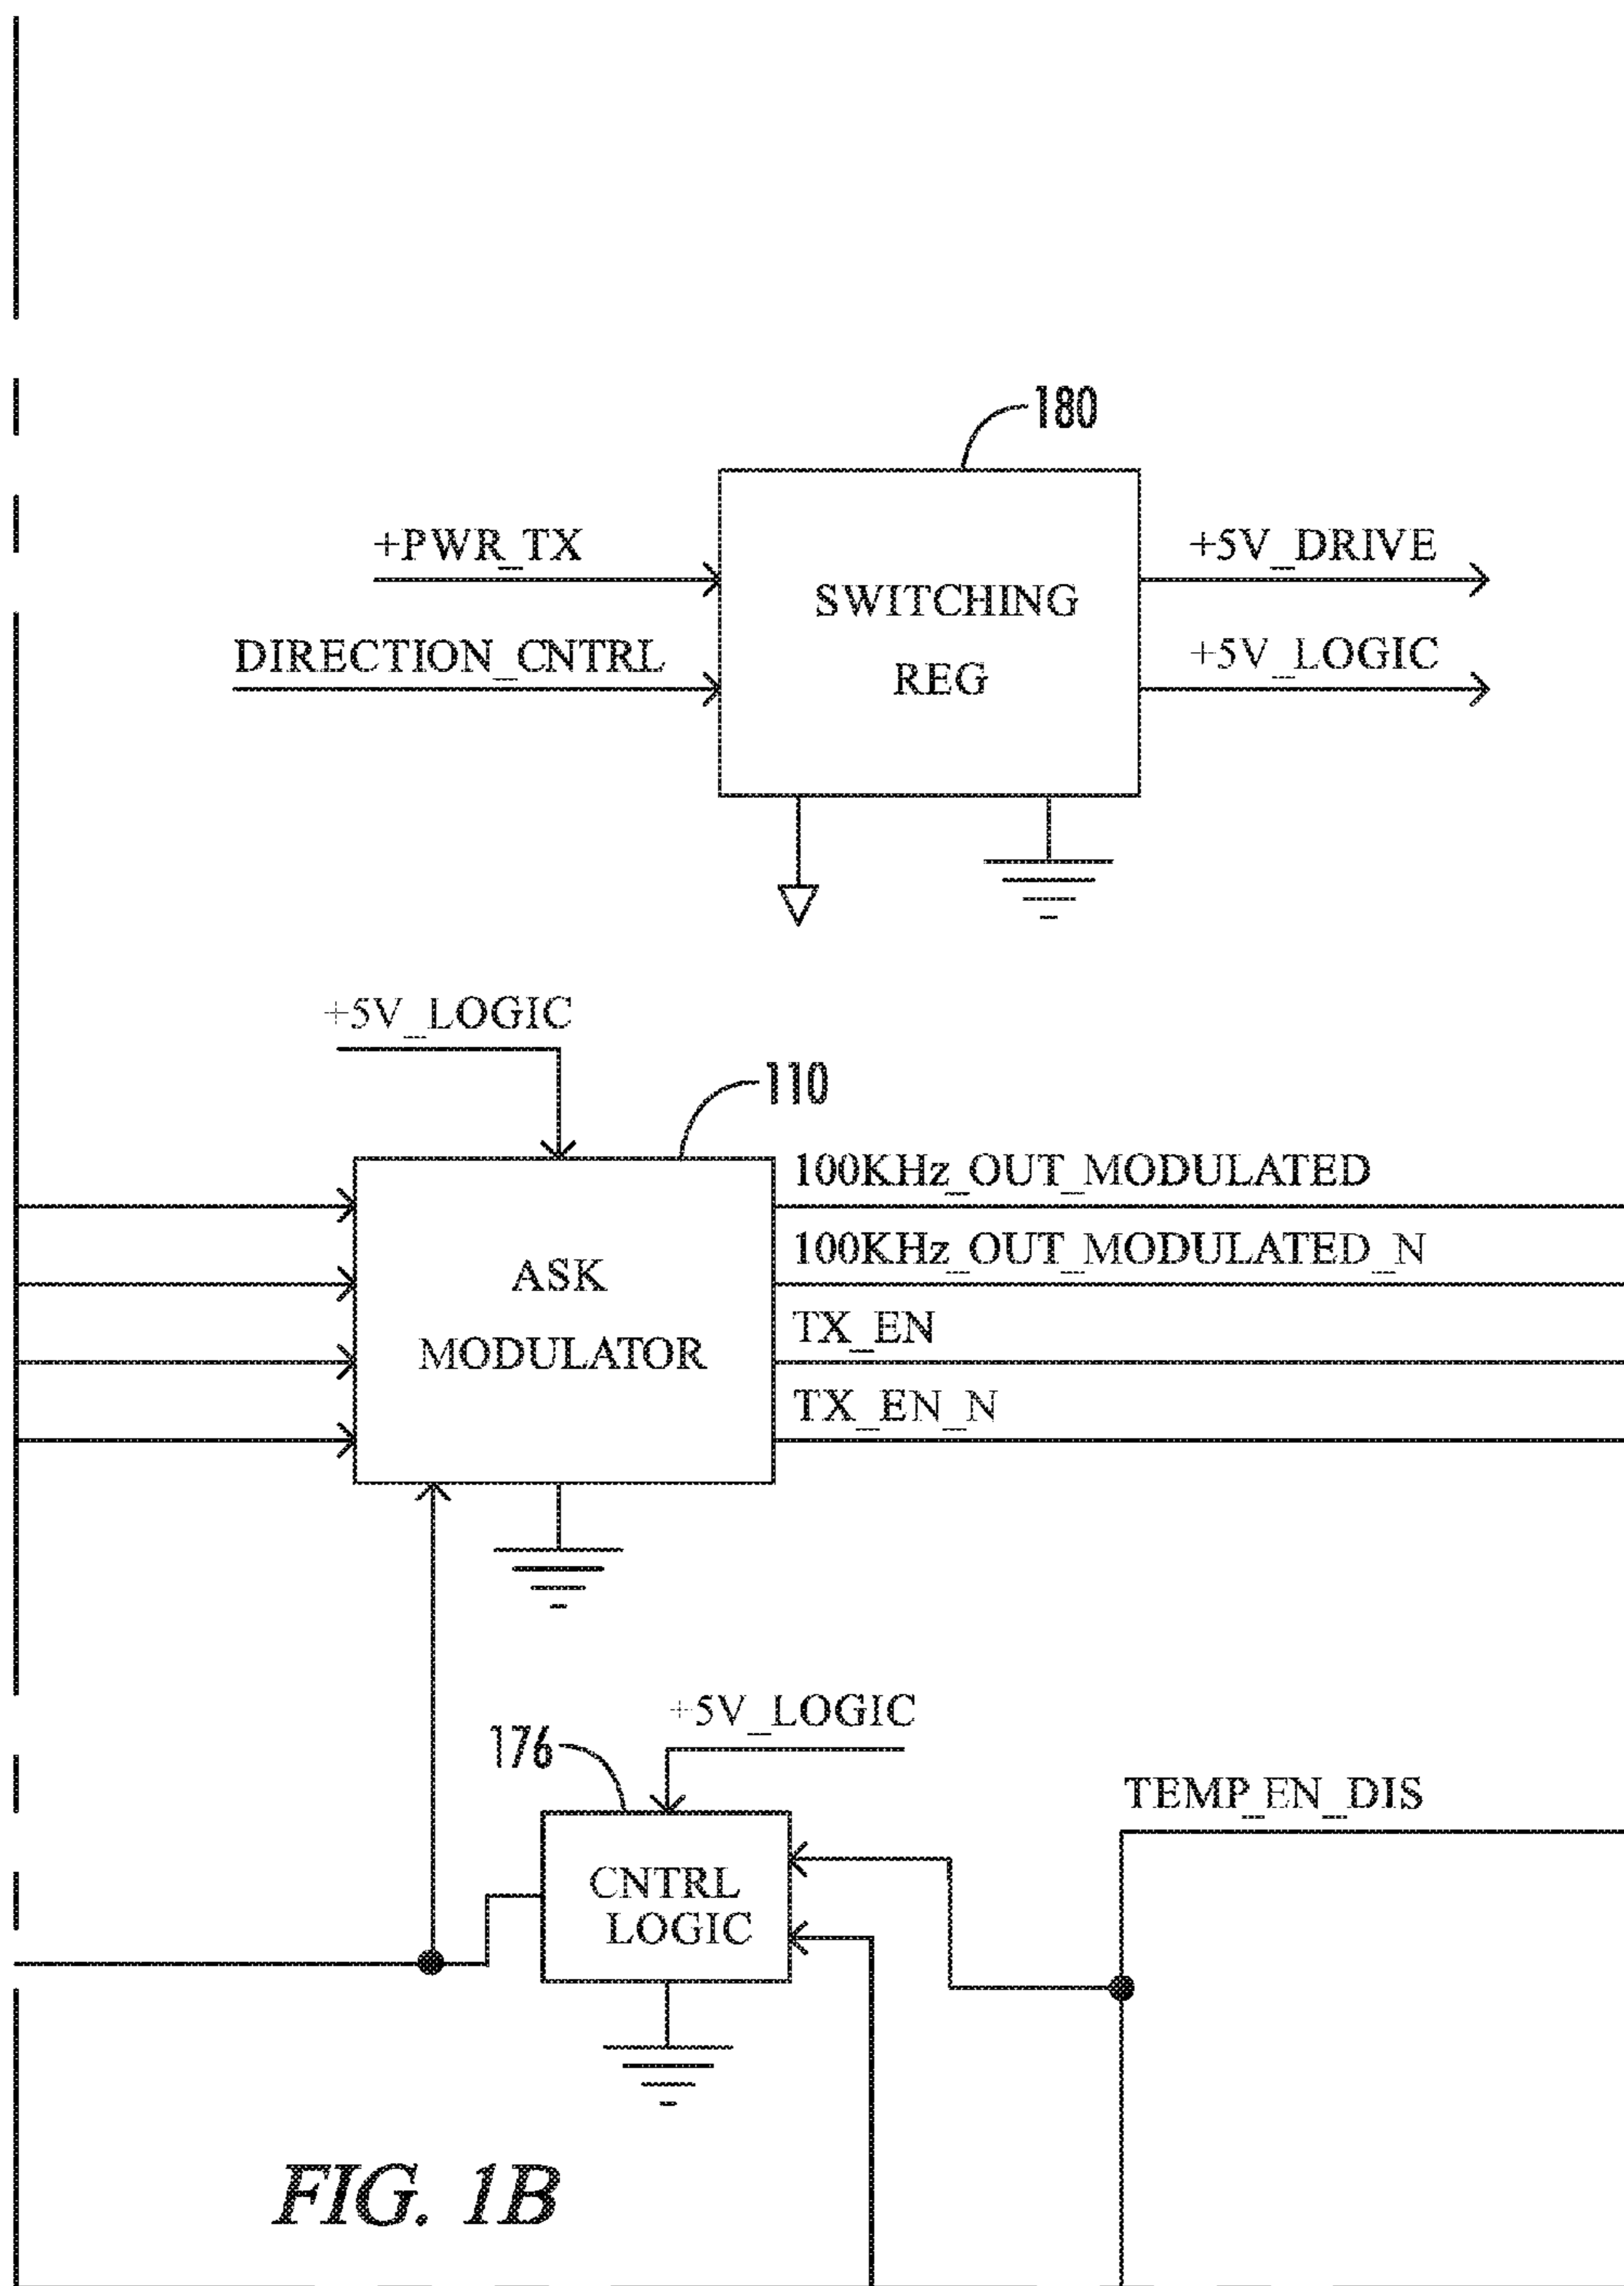 180
+PWR_TX
+5V_DRIVE
SWITCHING
DIRECTION_CNTRL
+5V_LOGIC
REG
+5V_LOGIC
110
100KHz_OUT_MODULATED
100KHz_OUT_MODULATED_N
ASK
TX_EN
MODULATOR
TX_EN_N
+5V_LOGIC
176
TEMP_EN_DIS
CNTRL
LOGIC
FIG. 1B